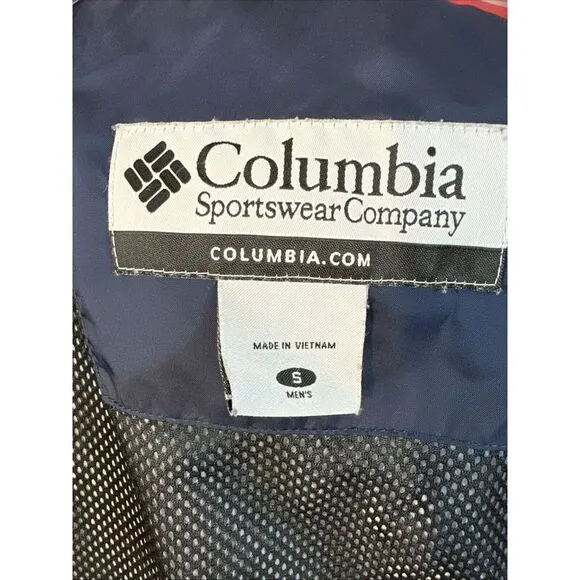 Columbia
Sportswear Company
COLUMBIA.COM
MADE IN VIETNAM
S
MEN'S